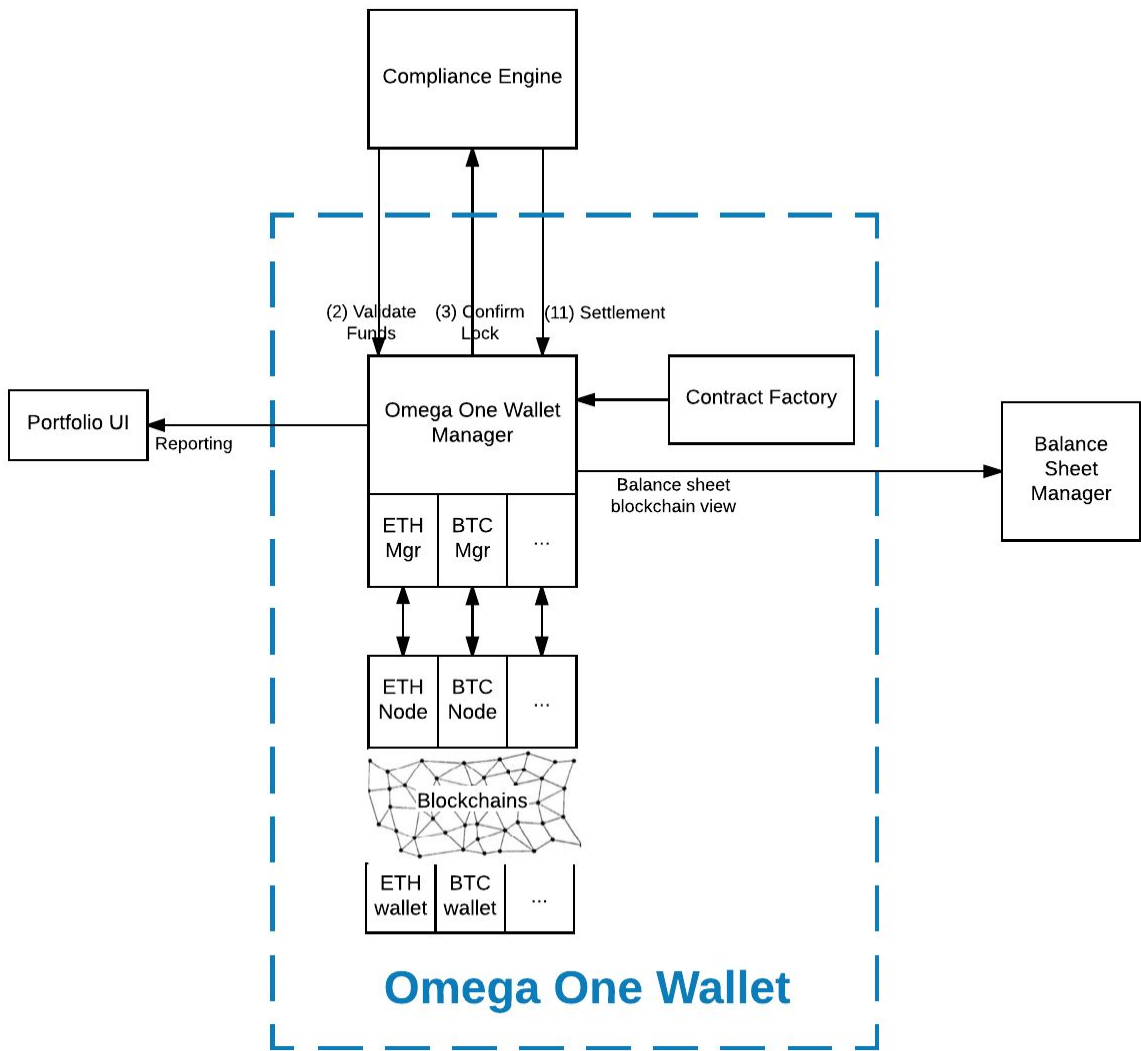 Compliance Engine
(2) Validate
Funds
(3) Confirm
Lock
(11) Settlement
Portfolio UI
Reporting
Omega One Wallet
Manager
Contract Factory
Balance sheet
blockchain view
Balance
Sheet
Manager
ETH
Mgr
BTC
Mgr
...
ETH
Node
BTC
Node
...
Blockchains
ETH
wallet
BTC
wallet
...
Omega One Wallet